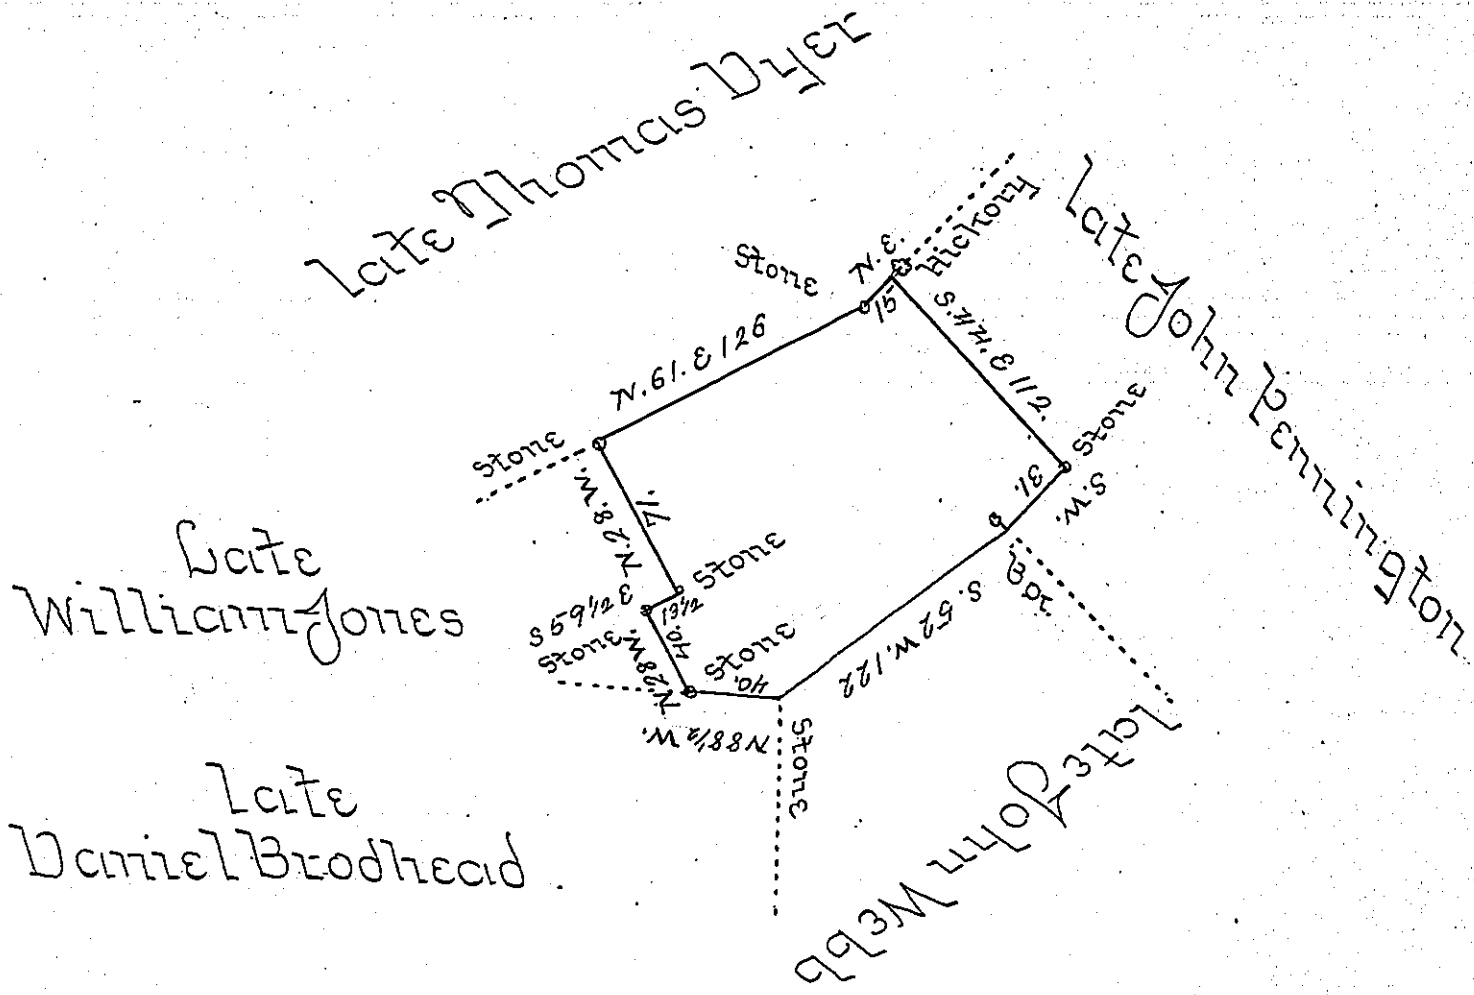 Late Thomas Dyer
Stone
N.E.
15
Hickory
Late John Pennington
N. 61. E 126
S. 44. E 112.
Stone
Stone
N. 28. W.
71.
31.
S. W.
Stone
Late
William Jones
S 59½ E
13½
Stone
40.
N. 28 W.
Stone
40.
N 88½ W.
Stone
S. 52 W. 122
Late
Daniel Brodhead.
Late John Webb